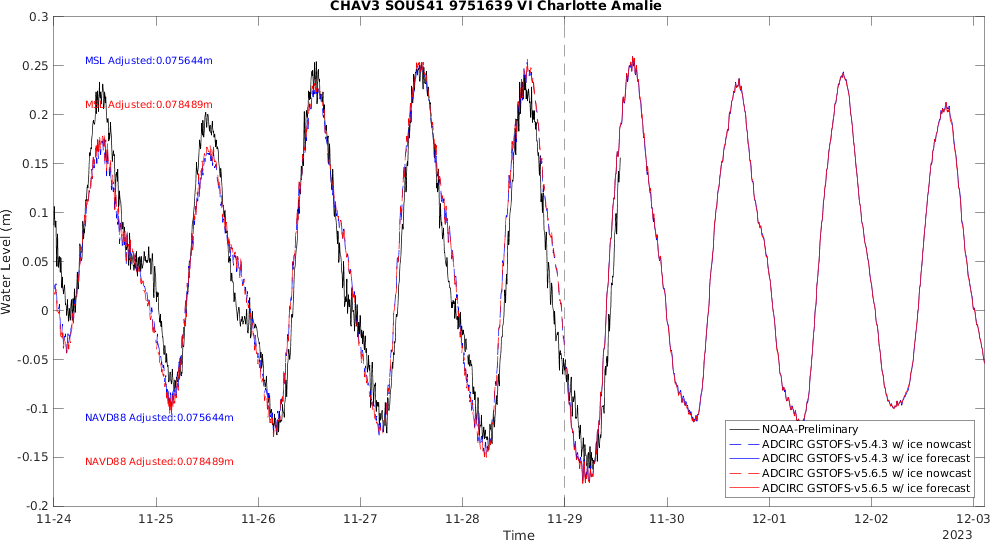 CHAV3 SOUS41 9751639 VI Charlotte Amalie
0.3
0.25
0.2
0.15
0.1
0.05
0
-0.05
-0.1
-0.15
-0.2
Water Level (m)
MSL Adjusted:0.075644m
MSL Adjusted:0.078489m
NAVD88 Adjusted:0.075644m
NAVD88 Adjusted:0.078489m
NOAA-Preliminary
ADCIRC GSTOFS-v5.4.3 w/ ice nowcast
ADCIRC GSTOFS-v5.4.3 w/ ice forecast
ADCIRC GSTOFS-v5.6.5 w/ ice nowcast
ADCIRC GSTOFS-v5.6.5 w/ ice forecast
11-24 11-25 11-26 11-27 11-28 11-29 11-30 12-01 12-02 12-03
Time
2023